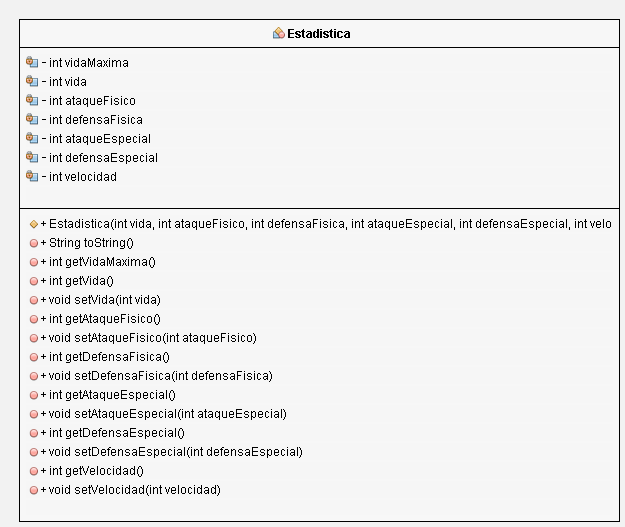 Estadistica
- int vidaMaxima
- int vida
- int ataqueFisico
- int defensaFisica
- int ataqueEspecial
- int defensaEspecial
- int velocidad
+ Estadistica(int vida, int ataqueFisico, int defensaFisica, int ataqueEspecial, int defensaEspecial, int velo
+ String toString()
+ int getVidaMaxima()
+ int getVida()
+ void setVida(int vida)
+ int getAtaqueFisico()
+ void setAtaqueFisico(int ataqueFisico)
+ int getDefensaFisica()
+ void setDefensaFisica(int defensaFisica)
+ int getAtaqueEspecial()
+ void setAtaqueEspecial(int ataqueEspecial)
+ int getDefensaEspecial()
+ void setDefensaEspecial(int defensaEspecial)
+ int getVelocidad()
+ void setVelocidad(int velocidad)